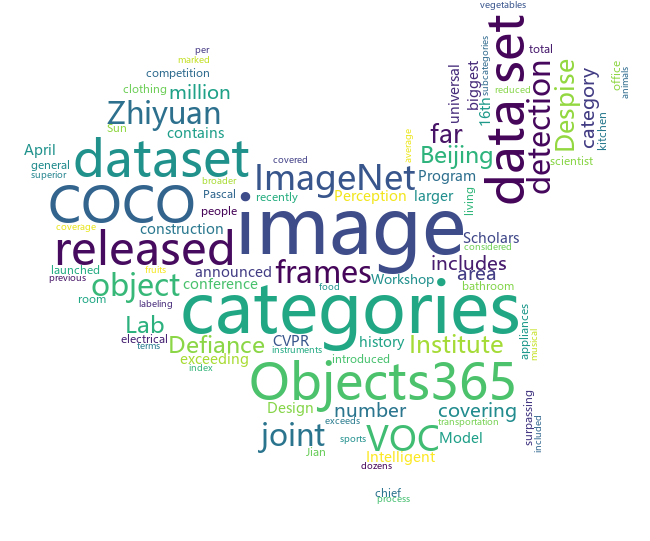 vegetables
per
total
marked
competition
clothing
million
Zhiyuan
Sun
contains
April
general
superior
dataset
broader
COCO
Pascal
people
coverage
construction
released
launched
previous
announced
room
object
conference
labeling
Lab
electrical
terms
fruits
Defiance
exceeding
index
covered
ImageNet
recently
image
frames
food
Workshop
categories
CVPR
history
instruments
introduced
Objects365
Design
number
exceeds
joint
sports
Jian
VOC
Intelligent
dozens
chief
process
average
far
Beijing
Perception
Program
larger
living
Scholars
considered
includes
area
bathroom
Institute
covering
transportation
Model
universal
biggest
16th
subcategories
reduced
data set
detection
Despise
category
kitchen
office
animals
scientist
appliances
musical
surpassing
included